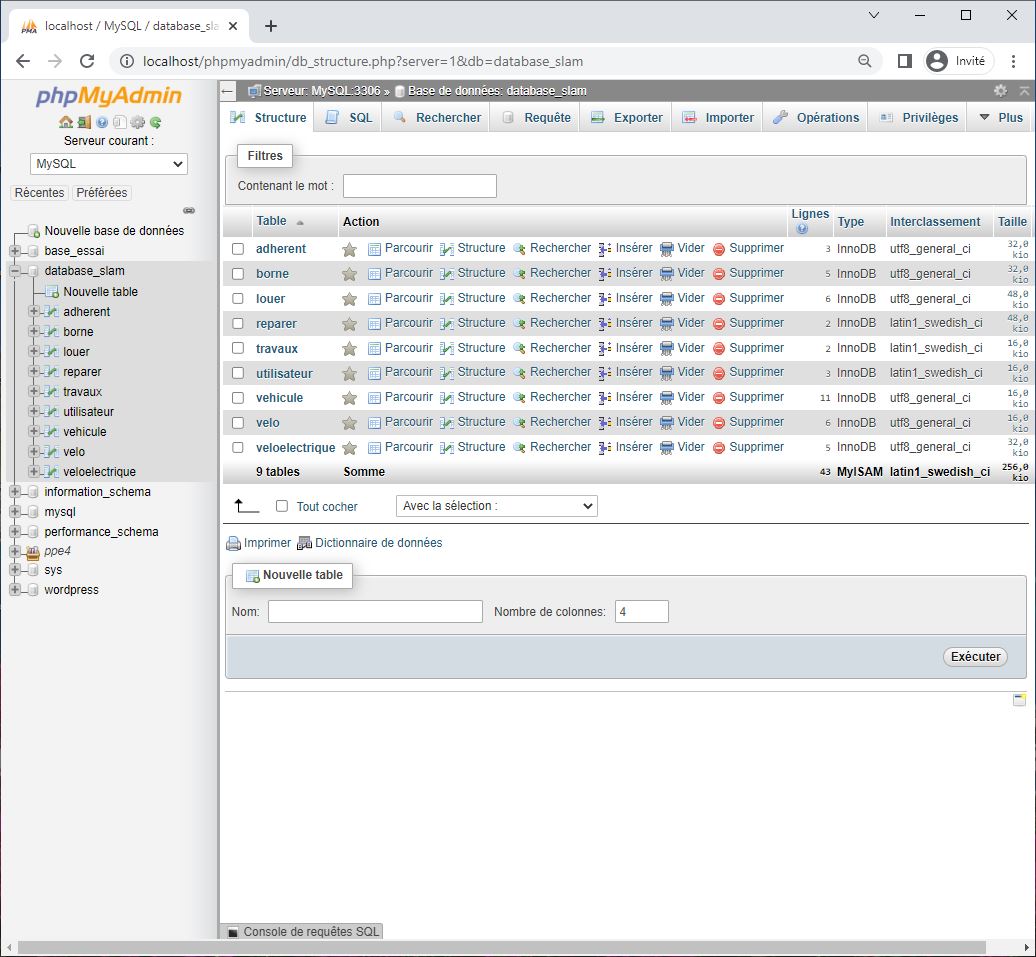 localhost / MySQL / database_sla
localhost/phpmyadmin/db_structure.php?server=1&db=database_slam
Invité
phpMyAdmin
Serveur courant :
MySQL
Récentes Préférées
Nouvelle base de données
base_essai
database_slam
Nouvelle table
adherent
borne
louer
reparer
travaux
utilisateur
vehicule
velo
veloelectrique
information_schema
mysql
performance_schema
ppe4
sys
wordpress
Serveur: MySQL:3306 » Base de données: database_slam
Structure SQL Rechercher Requête Exporter Importer Opérations Privilèges Plus
Filtres
Contenant le mot :
Table Action Lignes Type Interclassement Taille
adherent Parcourir Structure Rechercher Insérer Vider Supprimer 3 InnoDB utf8_general_ci 32,0 kio
borne Parcourir Structure Rechercher Insérer Vider Supprimer 5 InnoDB utf8_general_ci 32,0 kio
louer Parcourir Structure Rechercher Insérer Vider Supprimer 6 InnoDB utf8_general_ci 48,0 kio
reparer Parcourir Structure Rechercher Insérer Vider Supprimer 2 InnoDB latin1_swedish_ci 48,0 kio
travaux Parcourir Structure Rechercher Insérer Vider Supprimer 2 InnoDB latin1_swedish_ci 16,0 kio
utilisateur Parcourir Structure Rechercher Insérer Vider Supprimer 3 InnoDB latin1_swedish_ci 16,0 kio
vehicule Parcourir Structure Rechercher Insérer Vider Supprimer 11 InnoDB utf8_general_ci 16,0 kio
velo Parcourir Structure Rechercher Insérer Vider Supprimer 6 InnoDB utf8_general_ci 16,0 kio
veloelectrique Parcourir Structure Rechercher Insérer Vider Supprimer 5 InnoDB utf8_general_ci 32,0 kio
9 tables Somme 43 MyISAM latin1_swedish_ci 256,0 kio
Tout cocher Avec la sélection :
Imprimer Dictionnaire de données
Nouvelle table
Nom: Nombre de colonnes: 4
Exécuter
Console de requêtes SQL